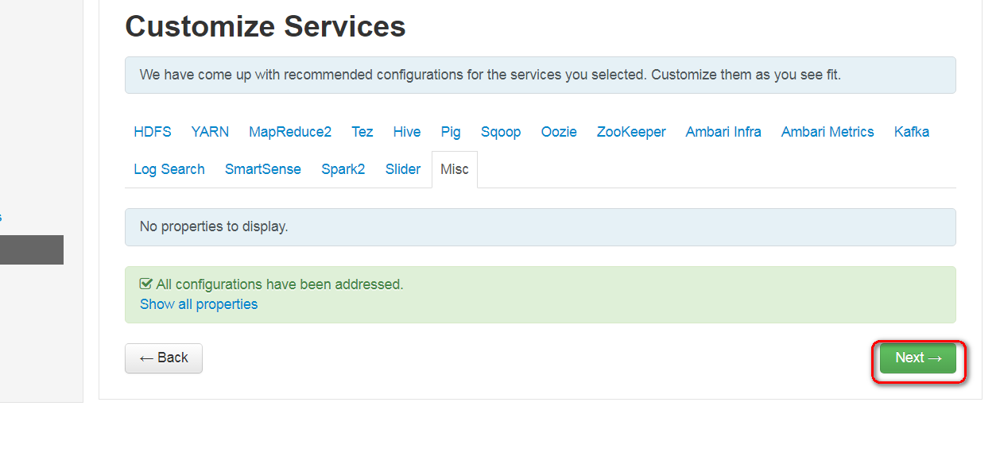 Customize Services
We have come up with recommended configurations for the services you selected. Customize them as you see fit.
HDFS YARN MapReduce2 Tez Hive Pig Sqoop Oozie ZooKeeper Ambari Infra Ambari Metrics Kafka
Log Search SmartSense Spark2 Slider Misc
No properties to display.
All configurations have been addressed.
Show all properties
← Back Next →